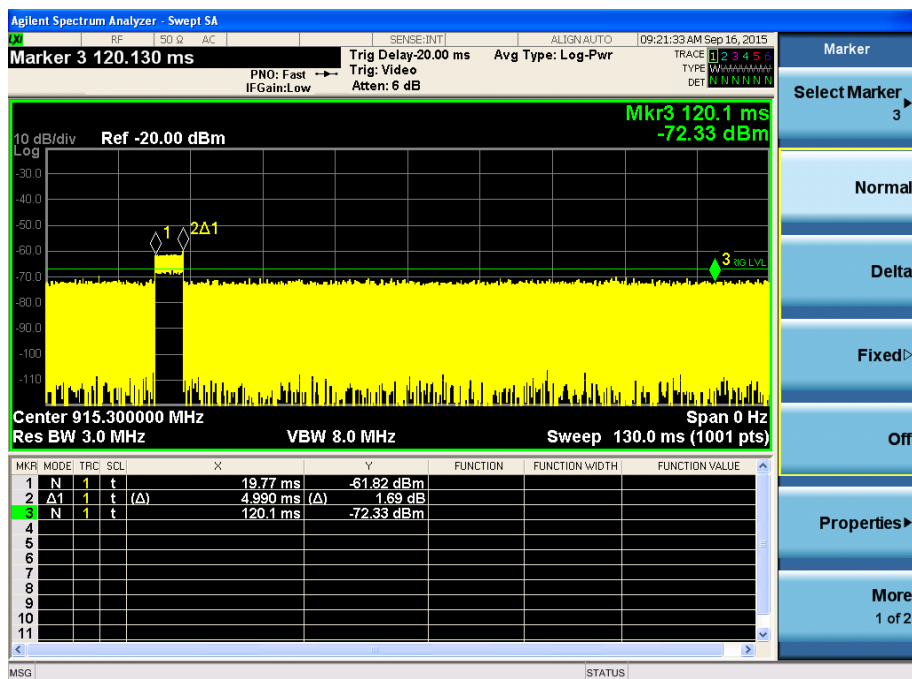 Agilent Spectrum Analyzer - Swept SA
LXI RF 50 Ω AC SENSE:INT ALIGNAUTO 09:21:33 AM Sep 16, 2015
Marker 3 120.130 ms
PNO: Fast
IFGain:Low
Trig Delay-20.00 ms
Trig: Video
Atten: 6 dB
Avg Type: Log-Pwr
TRACE 1 2 3 4 5 6
TYPE
DET N N N N N N
Mkr3 120.1 ms
-72.33 dBm
10 dB/div Ref -20.00 dBm
Log
-30.0
-40.0
-50.0
-60.0
-70.0
-80.0
-90.0
-100
-110
1
2Δ1
3
Center 915.300000 MHz Span 0 Hz
Res BW 3.0 MHz VBW 8.0 MHz Sweep 130.0 ms (1001 pts)
MKR MODE TRC SCL X Y FUNCTION FUNCTION WIDTH FUNCTION VALUE
1 N 1 t 19.77 ms -61.82 dBm
2 Δ1 1 t (Δ) 4.990 ms (Δ) 1.69 dB
3 N 1 t 120.1 ms -72.33 dBm
4
5
6
7
8
9
10
11
MSG STATUS
Marker
Select Marker
3
Normal
Delta
Fixed
Off
Properties
More
1 of 2